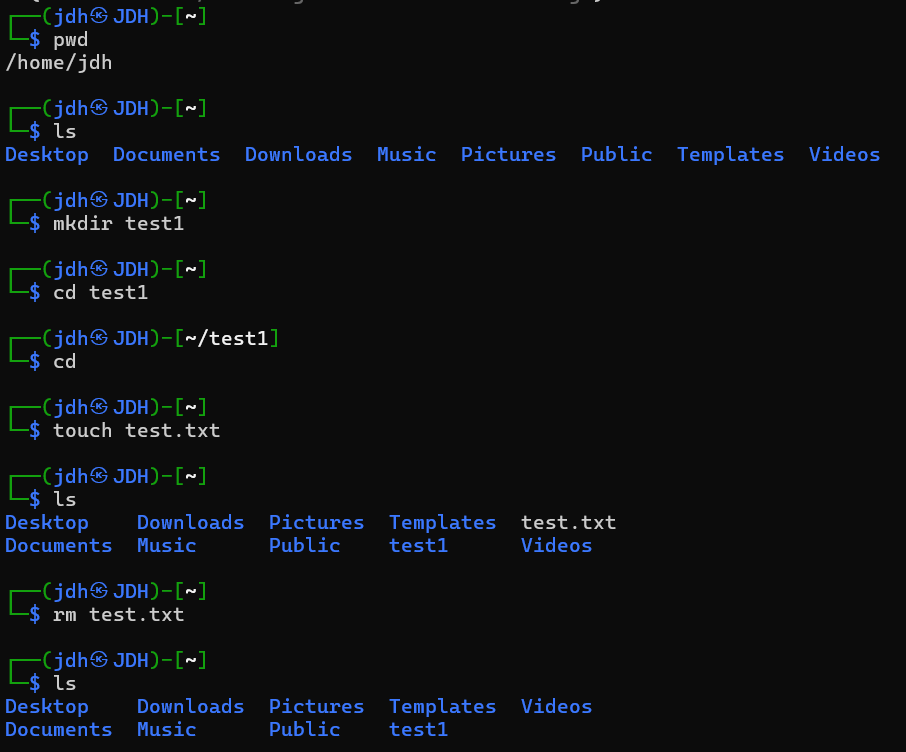 ┌──(jdh㉿JDH)-[~]
└─$ pwd
/home/jdh
┌──(jdh㉿JDH)-[~]
└─$ ls
Desktop  Documents  Downloads  Music  Pictures  Public  Templates  Videos
┌──(jdh㉿JDH)-[~]
└─$ mkdir test1
┌──(jdh㉿JDH)-[~]
└─$ cd test1
┌──(jdh㉿JDH)-[~/test1]
└─$ cd
┌──(jdh㉿JDH)-[~]
└─$ touch test.txt
┌──(jdh㉿JDH)-[~]
└─$ ls
Desktop    Downloads  Pictures  Templates  test.txt
Documents  Music      Public    test1      Videos
┌──(jdh㉿JDH)-[~]
└─$ rm test.txt
┌──(jdh㉿JDH)-[~]
└─$ ls
Desktop    Downloads  Pictures  Templates  Videos
Documents  Music      Public    test1